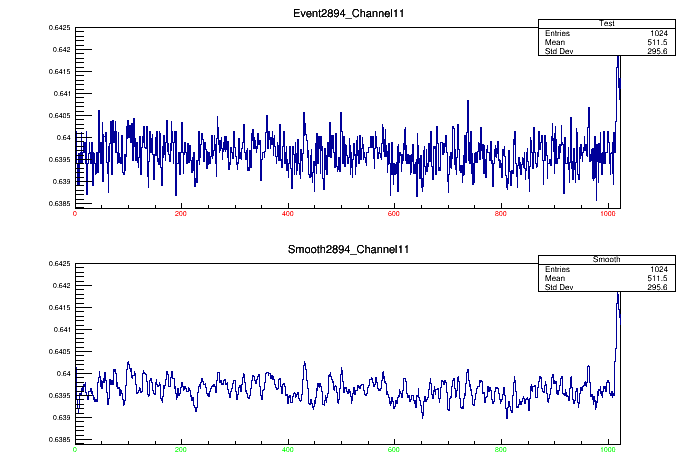 Event2894_Channel11
Test
Entries 1024
Mean 511.5
Std Dev 295.6
0.6425
0.642
0.6415
0.641
0.6405
0.64
0.6395
0.639
0.6385
0 200 400 600 800 1000
Smooth2894_Channel11
Smooth
Entries 1024
Mean 511.5
Std Dev 295.6
0.6425
0.642
0.6415
0.641
0.6405
0.64
0.6395
0.639
0.6385
0 200 400 600 800 1000